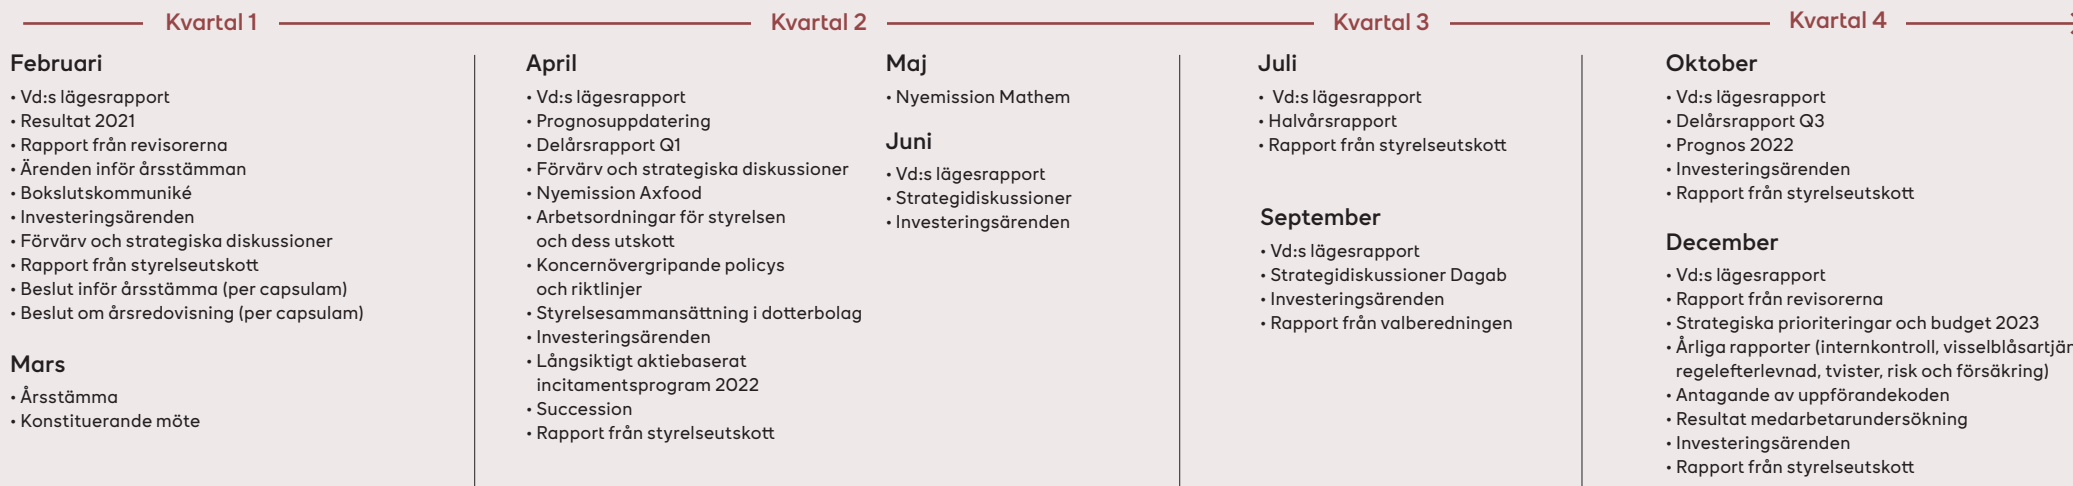 Kvartal 1
Februari
• Vd:s lägesrapport
• Resultat 2021
• Rapport från revisorerna
• Ärenden inför årsstämman
• Bokslutskommuniké
• Investeringsärenden
• Förvärv och strategiska diskussioner
• Rapport från styrelseutskott
• Beslut inför årsstämma (per capsulam)
• Beslut om årsredovisning (per capsulam)
Mars
• Årsstämma
• Konstituerande möte
Kvartal 2
April
• Vd:s lägesrapport
• Prognosuppdatering
• Delårsrapport Q1
• Förvärv och strategiska diskussioner
• Nyemission Axfood
• Arbetsordningar för styrelsen
och dess utskott
• Koncernövergripande policys
och riktlinjer
• Styrelsesammansättning i dotterbolag
• Investeringsärenden
• Långsiktigt aktiebaserat
incitamentsprogram 2022
• Succession
• Rapport från styrelseutskott
Maj
• Nyemission Mathem
Juni
• Vd:s lägesrapport
• Strategidiskussioner
• Investeringsärenden
Kvartal 3
Juli
• Vd:s lägesrapport
• Halvårsrapport
• Rapport från styrelseutskott
September
• Vd:s lägesrapport
• Strategidiskussioner Dagab
• Investeringsärenden
• Rapport från valberedningen
Kvartal 4
Oktober
• Vd:s lägesrapport
• Delårsrapport Q3
• Prognos 2022
• Investeringsärenden
• Rapport från styrelseutskott
December
• Vd:s lägesrapport
• Rapport från revisorerna
• Strategiska prioriteringar och budget 2023
• Årliga rapporter (internkontroll,
regelefterlevnad, tvister, risk och försäkring)
• Antagande av uppförandekoden
• Resultat medarbetarundersökning
• Investeringsärenden
• Rapport från styrelseutskott